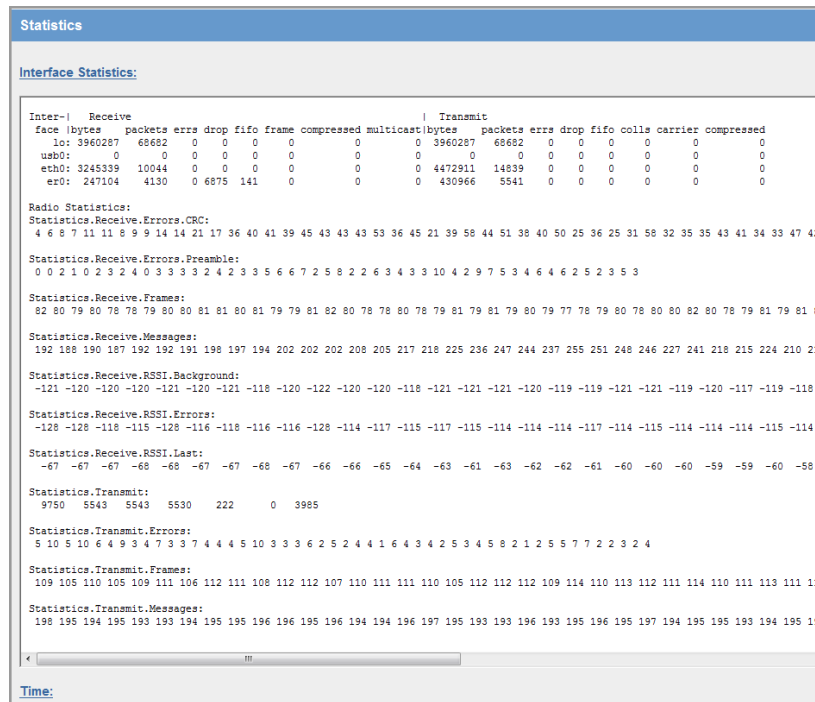 Statistics
Interface Statistics:
Inter-|   Receive                                                |  Transmit
 face |bytes    packets errs drop fifo frame compressed multicast|bytes    packets errs drop fifo colls carrier compressed
    lo: 3960287   68682    0    0    0     0          0         0  3960287   68682    0    0    0     0       0          0
  usb0:       0       0    0    0    0     0          0         0        0       0    0    0    0     0       0          0
  eth0: 3245339   10044    0    0    0     0          0         0  4472911   14839    0    0    0     0       0          0
   er0:  247104    4130    0 6875  141     0          0         0   430966    5541    0    0    0     0       0          0
Radio Statistics:
Statistics.Receive.Errors.CRC:
4 6 8 7 11 11 8 9 9 14 14 21 17 36 40 41 39 45 43 43 43 53 36 45 21 39 58 44 51 38 40 50 25 36 25 31 58 32 35 35 43 41 34 33 47
Statistics.Receive.Errors.Preamble:
0 0 2 1 0 2 3 2 4 0 3 3 3 3 2 4 2 3 3 5 6 6 7 2 5 8 2 2 6 3 4 3 3 10 4 2 9 7 5 3 4 6 4 6 2 5 2 3 5 3
Statistics.Receive.Frames:
82 80 79 80 78 78 79 80 80 81 81 80 81 79 79 81 82 80 78 78 80 78 79 81 79 81 79 80 79 77 78 79 80 78 80 80 82 80 78 79 81 79 81
Statistics.Receive.Messages:
192 188 190 187 192 192 191 198 197 194 202 202 202 208 205 217 218 225 236 247 244 237 255 251 248 246 227 241 218 215 224 210
Statistics.Receive.RSSI.Background:
-121 -120 -120 -120 -121 -120 -121 -118 -120 -122 -120 -120 -118 -121 -121 -121 -120 -119 -119 -121 -121 -119 -120 -117 -119 -118
Statistics.Receive.RSSI.Errors:
-128 -128 -118 -115 -128 -116 -118 -116 -116 -128 -114 -117 -115 -117 -115 -114 -114 -114 -117 -114 -115 -114 -114 -114 -115 -114
Statistics.Receive.RSSI.Last:
-67 -67 -67 -68 -68 -67 -67 -68 -67 -66 -66 -65 -64 -63 -61 -63 -62 -62 -61 -60 -60 -60 -59 -59 -60 -58
Statistics.Transmit:
9750 5543 5543 5530 222 0 3985
Statistics.Transmit.Errors:
5 10 5 10 6 4 9 3 4 7 3 3 7 4 4 4 5 10 3 3 3 6 2 5 2 4 4 1 6 4 3 4 2 5 3 4 5 8 2 1 2 5 5 7 7 2 2 3 2 4
Statistics.Transmit.Frames:
109 105 110 105 109 111 106 112 111 108 112 112 107 110 111 111 110 105 112 112 112 109 114 110 113 112 111 114 110 111 113 111
Statistics.Transmit.Messages:
198 195 194 195 193 193 194 195 195 196 196 195 196 194 194 196 197 195 193 193 196 193 195 196 195 197 194 195 195 193 194 195
Time: